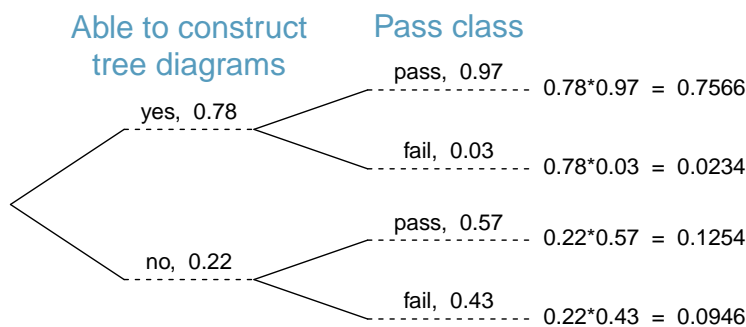 Able to construct
tree diagrams
Pass class
yes, 0.78
pass, 0.97
0.78*0.97 = 0.7566
fail, 0.03
0.78*0.03 = 0.0234
no, 0.22
pass, 0.57
0.22*0.57 = 0.1254
fail, 0.43
0.22*0.43 = 0.0946